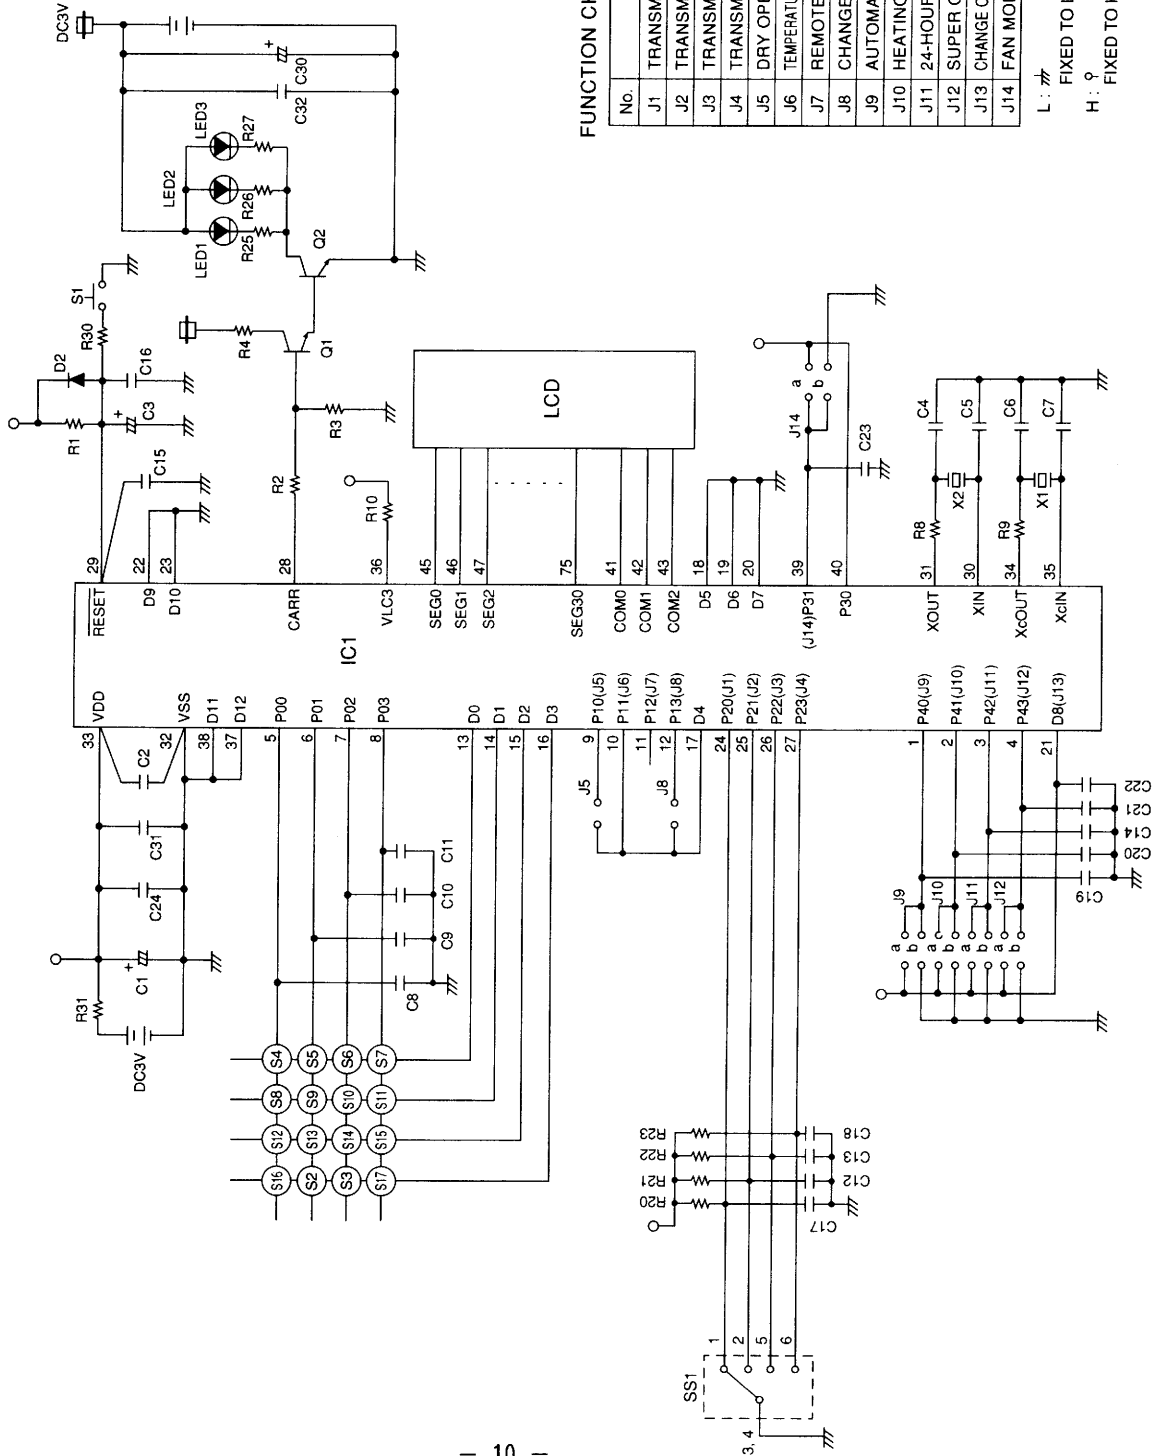 DC3V
C30
C32
LED3
R27
LED2
R26
LED1
R25
Q2
S1
R30
D2
C16
R4
Q1
R1
C3
C15
R2
R3
R10
LCD
C23
J14
a
b
C4
C5
C6
C7
R8
X2
R9
X1
29
22
23
28
36
45
46
47
75
41
42
43
18
19
20
39
40
31
30
34
35
RESET
D9
D10
CARR
VLC3
SEG0
SEG1
SEG2
SEG30
COM0
COM1
COM2
D5
D6
D7
(J14)P31
P30
XOUT
XIN
XcOUT
XcIN
IC1
VDD
VSS
D11
D12
P00
P01
P02
P03
D0
D1
D2
D3
P10(J5)
P11(J6)
P12(J7)
P13(J8)
D4
P20(J1)
P21(J2)
P22(J3)
P23(J4)
P40(J9)
P41(J10)
P42(J11)
P43(J12)
D8(J13)
33
32
38
37
5
6
7
8
13
14
15
16
9
10
11
12
17
24
25
26
27
1
2
3
4
21
C2
C31
C24
C1
R31
DC3V
C11
C10
C9
C8
S4
S5
S6
S7
S8
S9
S10
S11
S12
S13
S14
S15
S16
S2
S3
S17
J5
J8
R23
R22
R21
R20
C18
C13
C12
C17
J9
a
b
J10
a
b
J11
a
b
J12
a
b
C22
C21
C14
C20
C19
SS1
1
2
5
6
3, 4
FUNCTION CH
No.
J1 TRANSM
J2 TRANSM
J3 TRANSM
J4 TRANSM
J5 DRY OPE
J6 TEMPERATU
J7 REMOTE
J8 CHANGE
J9 AUTOMA
J10 HEATING
J11 24-HOUR
J12 SUPER C
J13 CHANGE O
J14 FAN MO
L :
FIXED TO
H :
FIXED TO
— 10 —